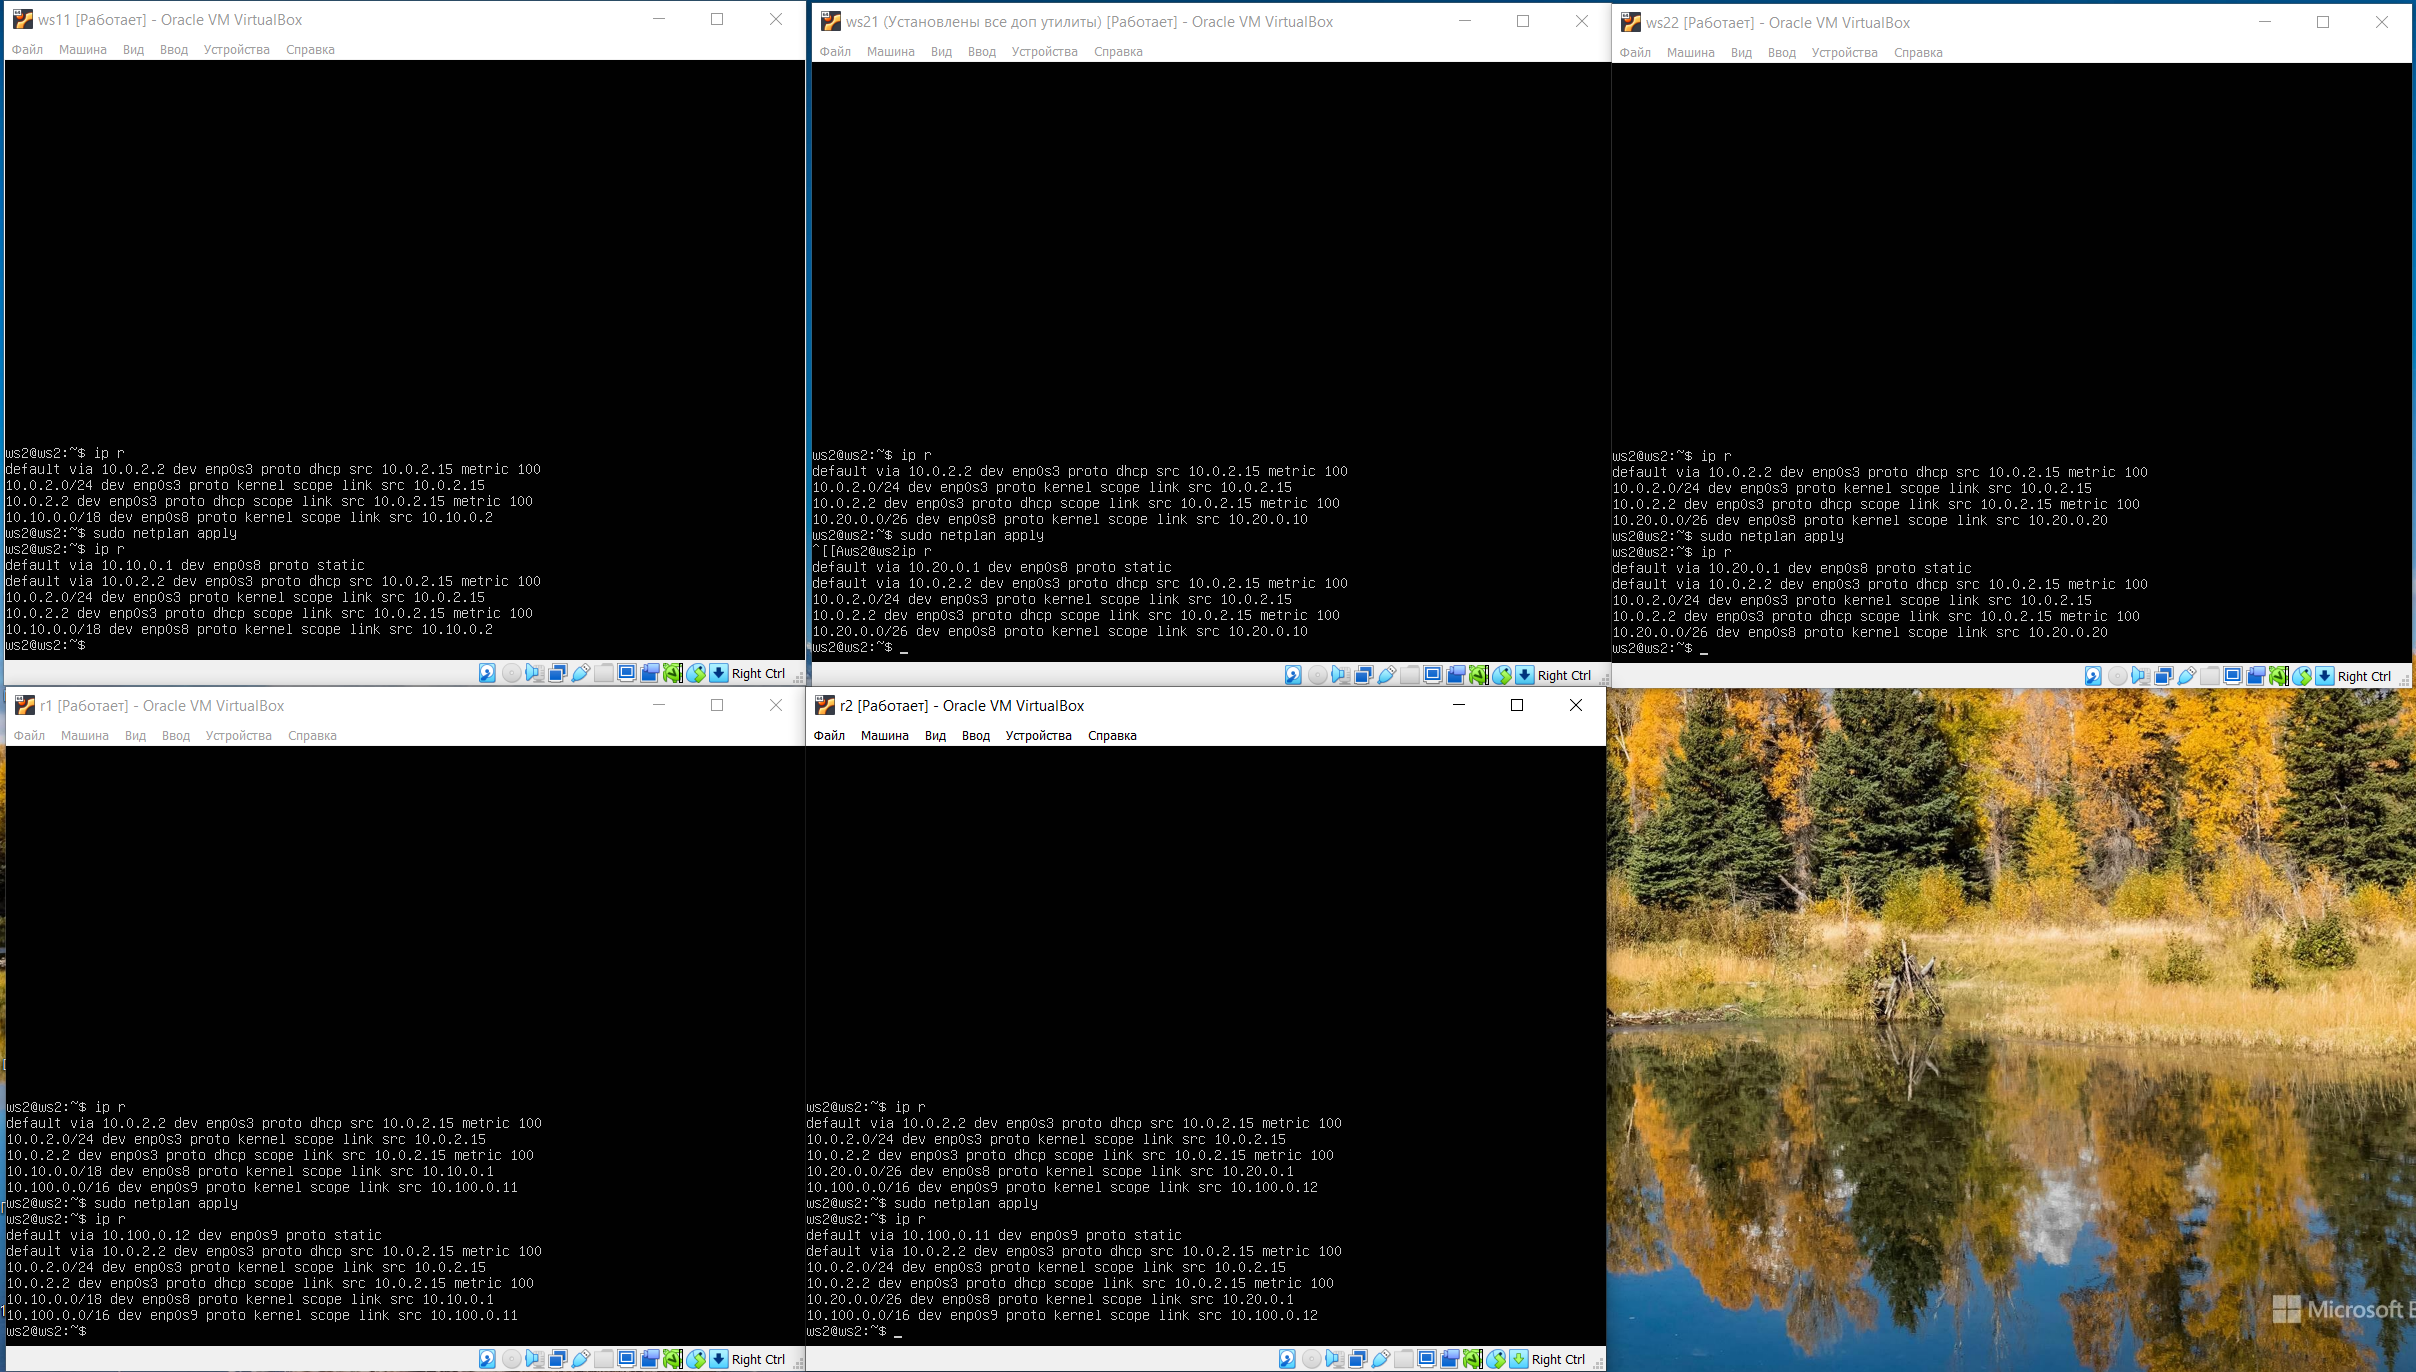 ws11 [Работает] - Oracle VM VirtualBox
Файл Машина Вид Ввод Устройства Справка
ws2@ws2:~$ ip r
default via 10.0.2.2 dev enp0s3 proto dhcp src 10.0.2.15 metric 100
10.0.2.0/24 dev enp0s3 proto kernel scope link src 10.0.2.15
10.0.2.2 dev enp0s3 proto dhcp scope link src 10.0.2.15 metric 100
10.10.0.0/18 dev enp0s8 proto kernel scope link src 10.10.0.2
ws2@ws2:~$ sudo netplan apply
ws2@ws2:~$ ip r
default via 10.10.0.1 dev enp0s8 proto static
default via 10.0.2.2 dev enp0s3 proto dhcp src 10.0.2.15 metric 100
10.0.2.0/24 dev enp0s3 proto kernel scope link src 10.0.2.15
10.0.2.2 dev enp0s3 proto dhcp scope link src 10.0.2.15 metric 100
10.10.0.0/18 dev enp0s8 proto kernel scope link src 10.10.0.2
ws2@ws2:~$
Right Ctrl
ws21 (Установлены все доп утилиты) [Работает] - Oracle VM VirtualBox
Файл Машина Вид Ввод Устройства Справка
ws2@ws2:~$ ip r
default via 10.0.2.2 dev enp0s3 proto dhcp src 10.0.2.15 metric 100
10.0.2.0/24 dev enp0s3 proto kernel scope link src 10.0.2.15
10.0.2.2 dev enp0s3 proto dhcp scope link src 10.0.2.15 metric 100
10.20.0.0/26 dev enp0s8 proto kernel scope link src 10.20.0.10
ws2@ws2:~$ sudo netplan apply
^[[Aws2@ws2ip r
default via 10.20.0.1 dev enp0s8 proto static
default via 10.0.2.2 dev enp0s3 proto dhcp src 10.0.2.15 metric 100
10.0.2.0/24 dev enp0s3 proto kernel scope link src 10.0.2.15
10.0.2.2 dev enp0s3 proto dhcp scope link src 10.0.2.15 metric 100
10.20.0.0/26 dev enp0s8 proto kernel scope link src 10.20.0.10
ws2@ws2:~$ _
Right Ctrl
ws22 [Работает] - Oracle VM VirtualBox
Файл Машина Вид Ввод Устройства Справка
ws2@ws2:~$ ip r
default via 10.0.2.2 dev enp0s3 proto dhcp src 10.0.2.15 metric 100
10.0.2.0/24 dev enp0s3 proto kernel scope link src 10.0.2.15
10.0.2.2 dev enp0s3 proto dhcp scope link src 10.0.2.15 metric 100
10.20.0.0/26 dev enp0s8 proto kernel scope link src 10.20.0.20
ws2@ws2:~$ sudo netplan apply
ws2@ws2:~$ ip r
default via 10.20.0.1 dev enp0s8 proto static
default via 10.0.2.2 dev enp0s3 proto dhcp src 10.0.2.15 metric 100
10.0.2.0/24 dev enp0s3 proto kernel scope link src 10.0.2.15
10.0.2.2 dev enp0s3 proto dhcp scope link src 10.0.2.15 metric 100
10.20.0.0/26 dev enp0s8 proto kernel scope link src 10.20.0.20
ws2@ws2:~$ _
Right Ctrl
r1 [Работает] - Oracle VM VirtualBox
Файл Машина Вид Ввод Устройства Справка
ws2@ws2:~$ ip r
default via 10.0.2.2 dev enp0s3 proto dhcp src 10.0.2.15 metric 100
10.0.2.0/24 dev enp0s3 proto kernel scope link src 10.0.2.15
10.0.2.2 dev enp0s3 proto dhcp scope link src 10.0.2.15 metric 100
10.10.0.0/18 dev enp0s8 proto kernel scope link src 10.10.0.1
10.100.0.0/16 dev enp0s9 proto kernel scope link src 10.100.0.11
ws2@ws2:~$ sudo netplan apply
ws2@ws2:~$ ip r
default via 10.100.0.12 dev enp0s9 proto static
default via 10.0.2.2 dev enp0s3 proto dhcp src 10.0.2.15 metric 100
10.0.2.0/24 dev enp0s3 proto kernel scope link src 10.0.2.15
10.0.2.2 dev enp0s3 proto dhcp scope link src 10.0.2.15 metric 100
10.10.0.0/18 dev enp0s8 proto kernel scope link src 10.10.0.1
10.100.0.0/16 dev enp0s9 proto kernel scope link src 10.100.0.11
ws2@ws2:~$
Right Ctrl
r2 [Работает] - Oracle VM VirtualBox
Файл Машина Вид Ввод Устройства Справка
ws2@ws2:~$ ip r
default via 10.0.2.2 dev enp0s3 proto dhcp src 10.0.2.15 metric 100
10.0.2.0/24 dev enp0s3 proto kernel scope link src 10.0.2.15
10.0.2.2 dev enp0s3 proto dhcp scope link src 10.0.2.15 metric 100
10.20.0.0/26 dev enp0s8 proto kernel scope link src 10.20.0.1
10.100.0.0/16 dev enp0s9 proto kernel scope link src 10.100.0.12
ws2@ws2:~$ sudo netplan apply
ws2@ws2:~$ ip r
default via 10.100.0.11 dev enp0s9 proto static
default via 10.0.2.2 dev enp0s3 proto dhcp src 10.0.2.15 metric 100
10.0.2.0/24 dev enp0s3 proto kernel scope link src 10.0.2.15
10.0.2.2 dev enp0s3 proto dhcp scope link src 10.0.2.15 metric 100
10.20.0.0/26 dev enp0s8 proto kernel scope link src 10.20.0.1
10.100.0.0/16 dev enp0s9 proto kernel scope link src 10.100.0.12
ws2@ws2:~$ _
Right Ctrl
Microsoft